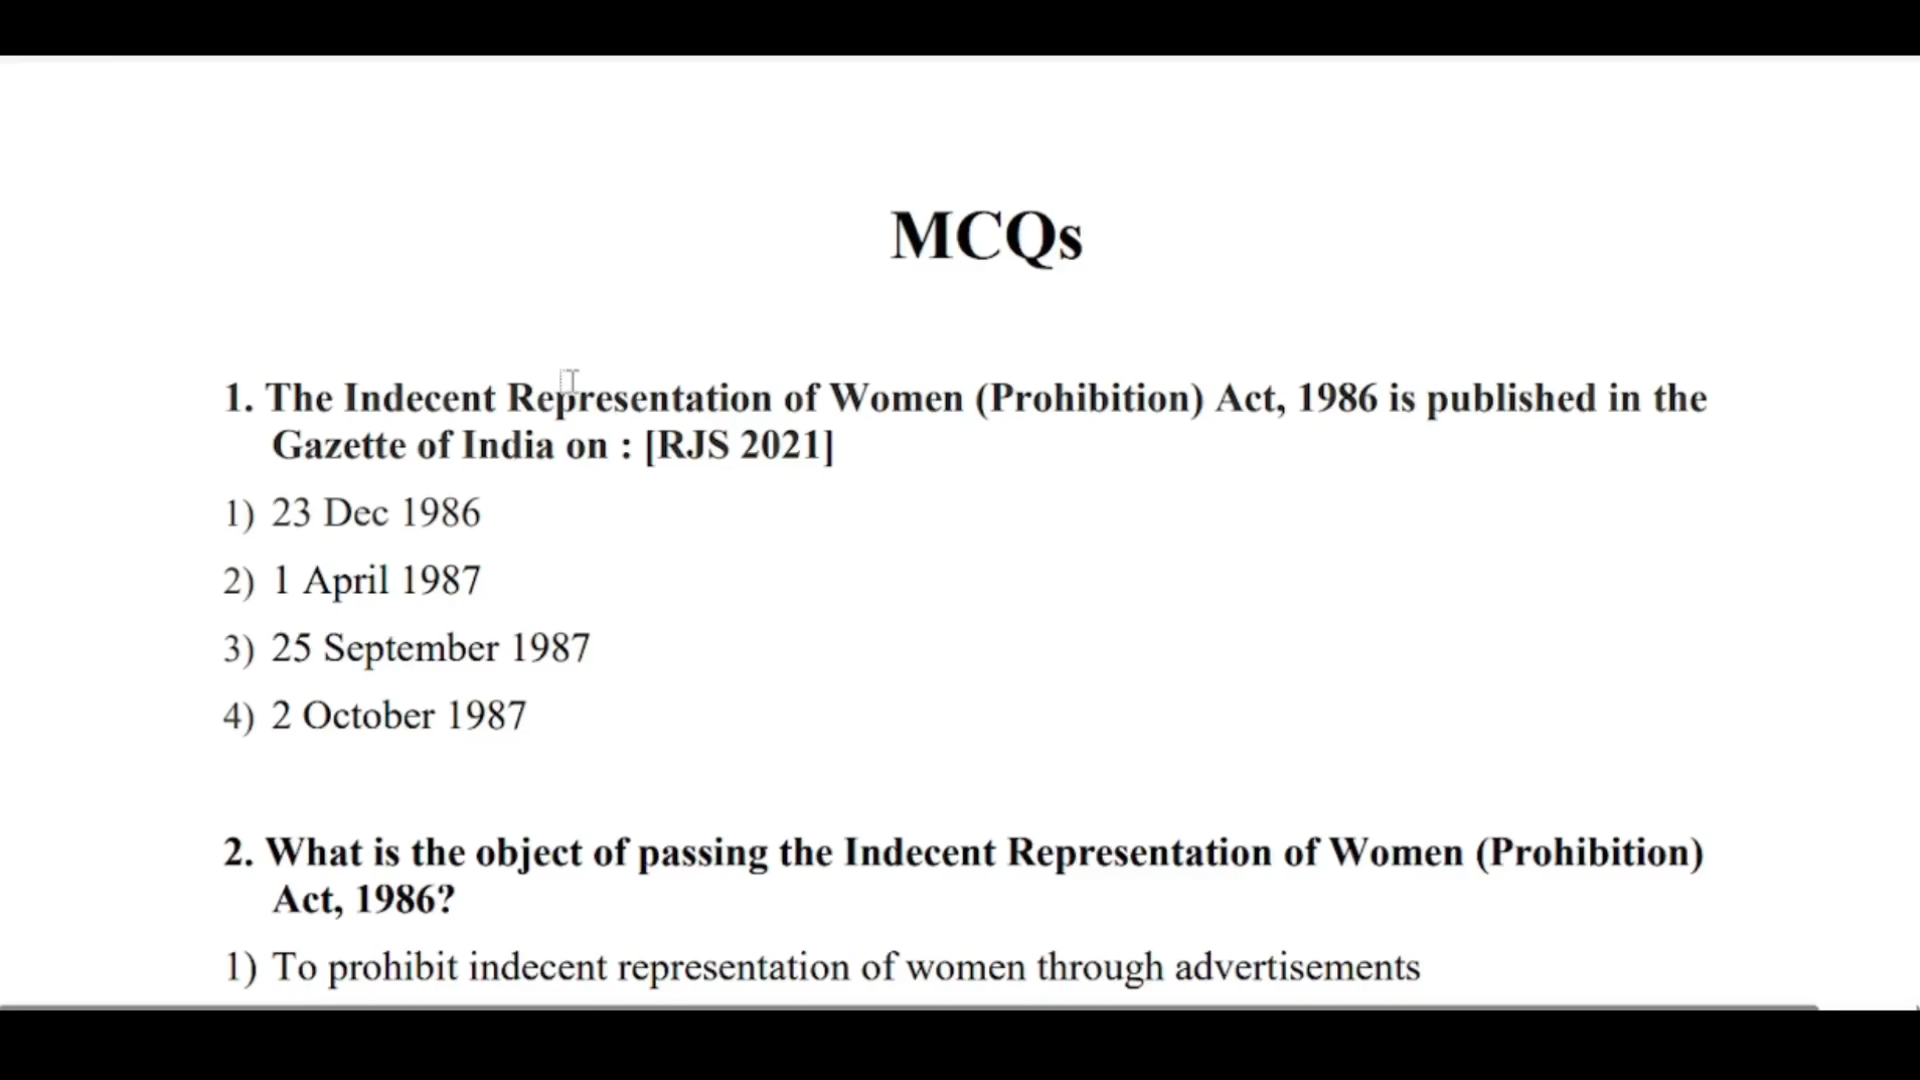 MCQs
1. The Indecent Representation of Women (Prohibition) Act, 1986 is published in the
Gazette of India on : [RJS 2021]
1) 23 Dec 1986
2) 1 April 1987
3) 25 September 1987
4) 2 October 1987
2. What is the object of passing the Indecent Representation of Women (Prohibition)
Act, 1986?
1) To prohibit indecent representation of women through advertisements